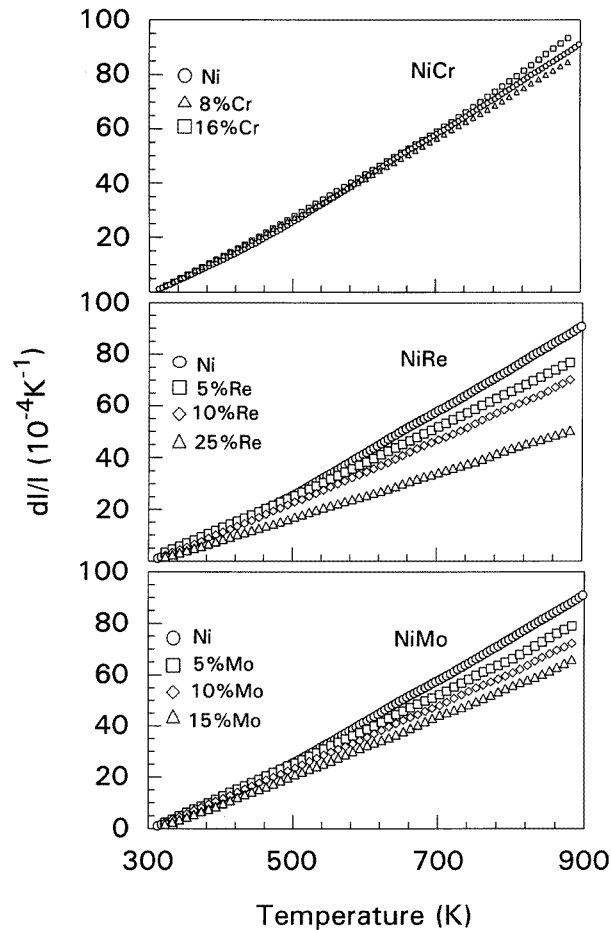 100
80
60
40
20
NiCr
Ni
8%Cr
16%Cr
100
80
60
40
20
NiRe
Ni
5%Re
10%Re
25%Re
dl/l (10⁻⁴K⁻¹)
100
80
60
40
20
0
NiMo
Ni
5%Mo
10%Mo
15%Mo
300 500 700 900
Temperature (K)